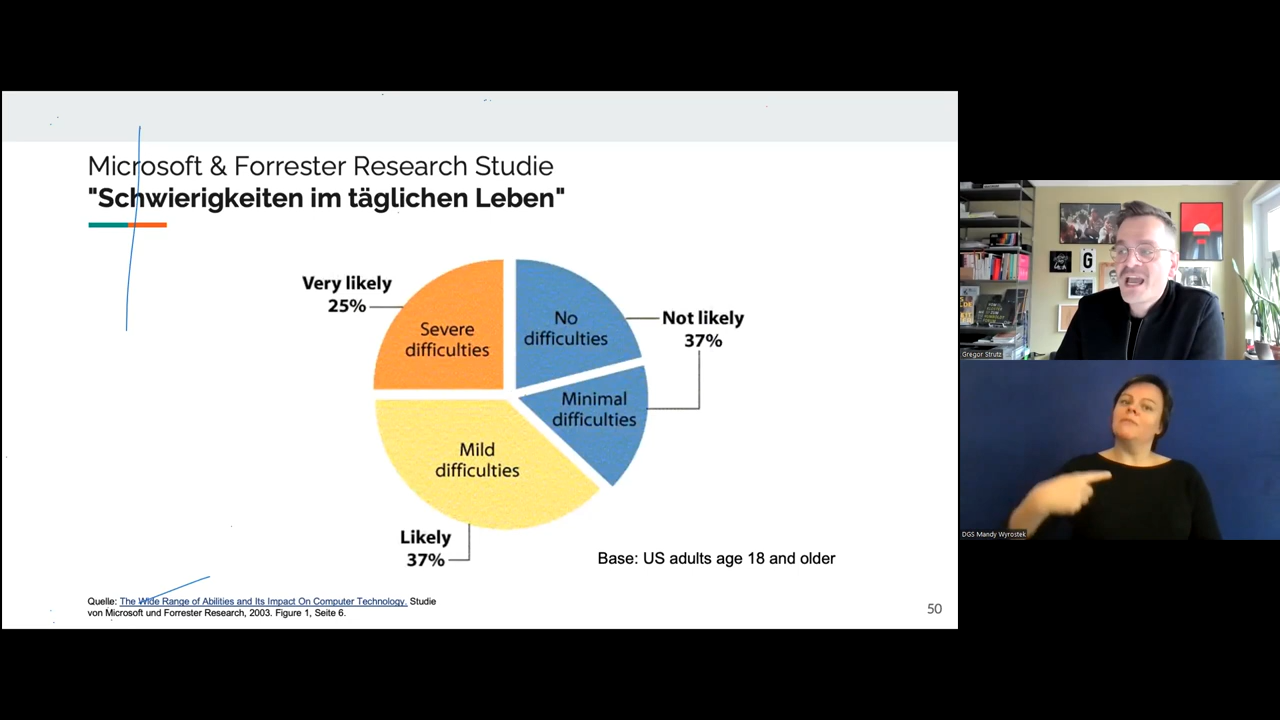 Microsoft & Forrester Research Studie
"Schwierigkeiten im täglichen Leben"
Very likely
25%
Severe
difficulties
No
difficulties
Not likely
37%
Minimal
difficulties
Mild
difficulties
Likely
37%
Base: US adults age 18 and older
Quelle: The Wide Range of Abilities and Its Impact On Computer Technology. Studie
von Microsoft und Forrester Research, 2003. Figure 1, Seite 6.
50
G
Gregor Strutz
DGS Mandy Wyrostek